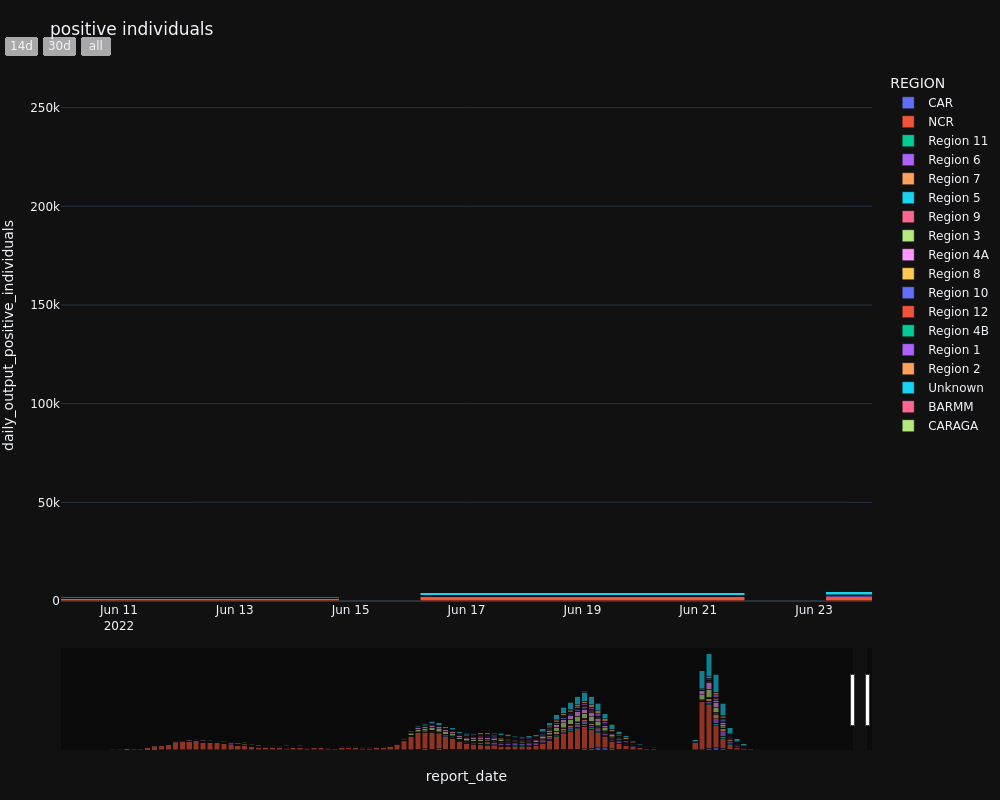 positive individuals
14d 30d all
REGION
CAR
NCR
Region 11
Region 6
Region 7
Region 5
Region 9
Region 3
Region 4A
Region 8
Region 10
Region 12
Region 4B
Region 1
Region 2
Unknown
BARMM
CARAGA
daily_output_positive_individuals
250k
200k
150k
100k
50k
0
Jun 11 Jun 13 Jun 15 Jun 17 Jun 19 Jun 21 Jun 23
2022
report_date